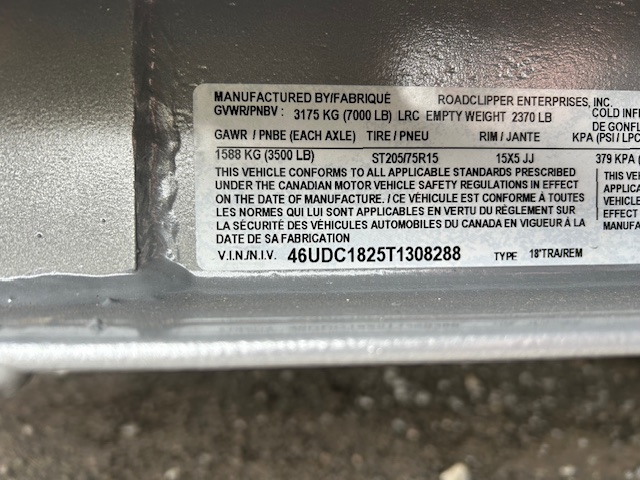 MANUFACTURED BY/FABRIQUÉ ROADCLIPPER ENTERPRISES, INC.
GVWR/PNBV : 3175 KG (7000 LB) LRC EMPTY WEIGHT 2370 LB COLD INFL
DE GONFL
GAWR / PNBE (EACH AXLE) TIRE / PNEU RIM / JANTE KPA (PSI / LPC
1588 KG (3500 LB) ST205/75R15 15X5 JJ 379 KPA (
THIS VEHICLE CONFORMS TO ALL APPLICABLE STANDARDS PRESCRIBED
UNDER THE CANADIAN MOTOR VEHICLE SAFETY REGULATIONS IN EFFECT
ON THE DATE OF MANUFACTURE. / CE VÉHICULE EST CONFORME À TOUTES
LES NORMES QUI LUI SONT APPLICABLES EN VERTU DU RÈGLEMENT SUR
LA SÉCURITÉ DES VÉHICULES AUTOMOBILES DU CANADA EN VIGUEUR À LA
DATE DE SA FABRICATION
THIS V
VEHIC
ON TH
V.I.N./N.I.V. 46UDC1825T1308288 TYPE 18'TRA/REM